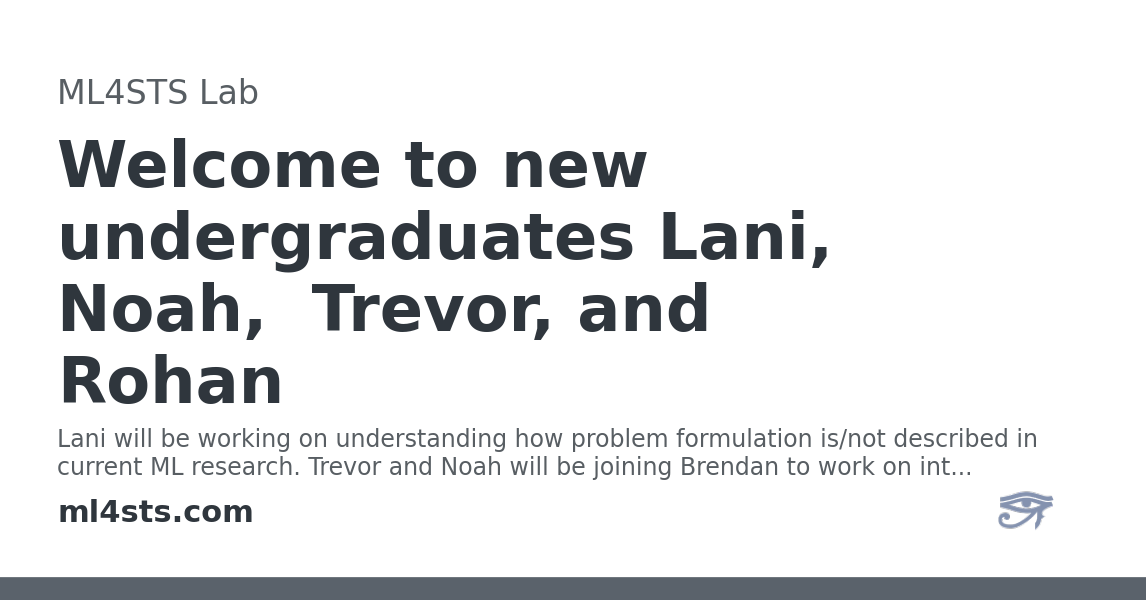 ML4STS Lab
Welcome to new
undergraduates Lani,
Noah,  Trevor, and
Rohan
Lani will be working on understanding how problem formulation is/not described in
current ML research. Trevor and Noah will be joining Brendan to work on int...
ml4sts.com